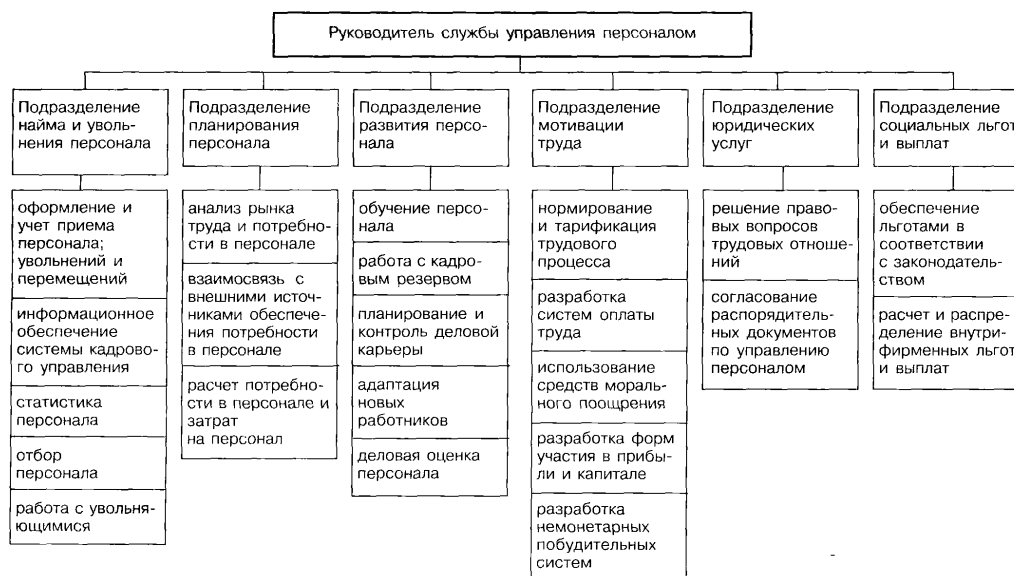 Руководитель службы управления персоналом
Подразделение
найма и уволь-
нения персонала
Подразделение
планирования
персонала
Подразделение
развития персо-
нала
Подразделение
мотивации
труда
Подразделение
юридических
услуг
Подразделение
социальных льгот
и выплат
оформление и
учет приема
персонала;
увольнений и
перемещений
информационное
обеспечение
системы кадрово-
го управления
статистика
персонала
отбор
персонала
работа с увольня-
ющимися
анализ рынка
труда и потребно-
сти в персонале
взаимосвязь с
внешними источ-
никами обеспече-
ния потребности
в персонале
расчет потребно-
сти в персонале и
затрат
на персонал
обучение персо-
нала
работа с кадро-
вым резервом
планирование и
контроль деловой
карьеры
адаптация
новых
работников
деловая оценка
персонала
нормирование
и тарификация
трудового
процесса
разработка
систем оплаты
труда
использование
средств мораль-
ного поощрения
разработка форм
участия в прибы-
ли и капитале
разработка
немонетарных
побудительных
систем
решение право-
вых вопросов
трудовых отноше-
ний
согласование
распорядитель-
ных документов
по управлению
персоналом
обеспечение
льготами в
соответствии
с законодатель-
ством
расчет и распре-
деление внутри-
фирменных льгот
и выплат